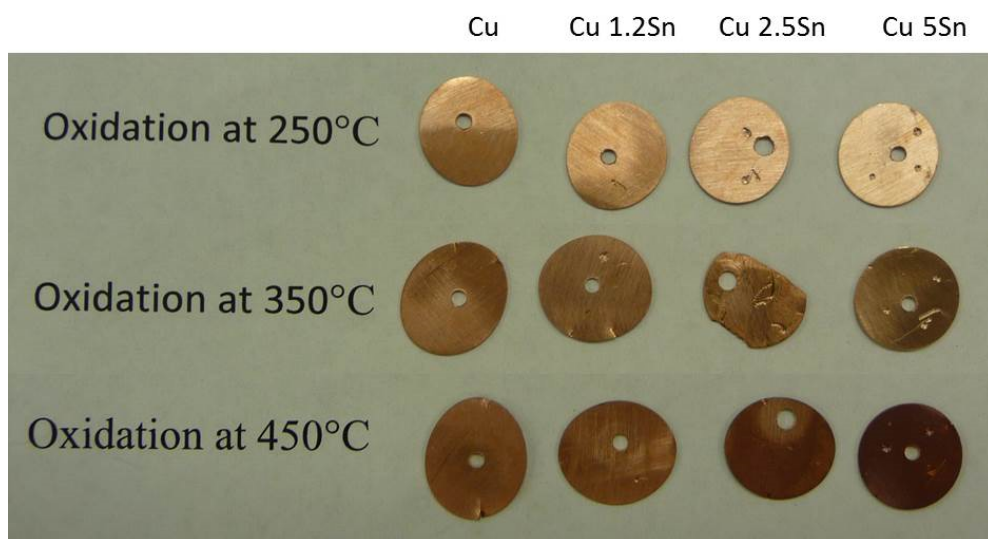 Cu Cu 1.2Sn Cu 2.5Sn Cu 5Sn
Oxidation at 250°C
Oxidation at 350°C
Oxidation at 450°C